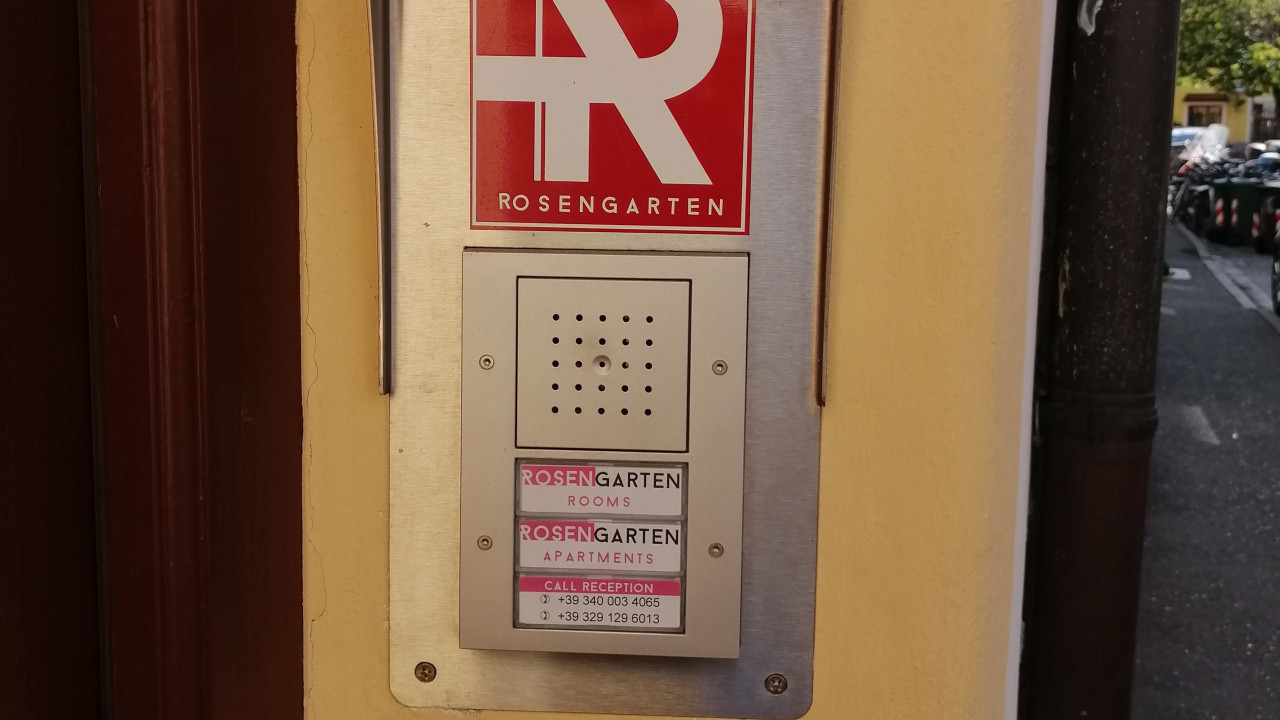 R
ROSENGARTEN
ROSENGARTEN
ROOMS
ROSENGARTEN
APARTMENTS
CALL RECEPTION
+39 340 003 4065
+39 329 129 6013